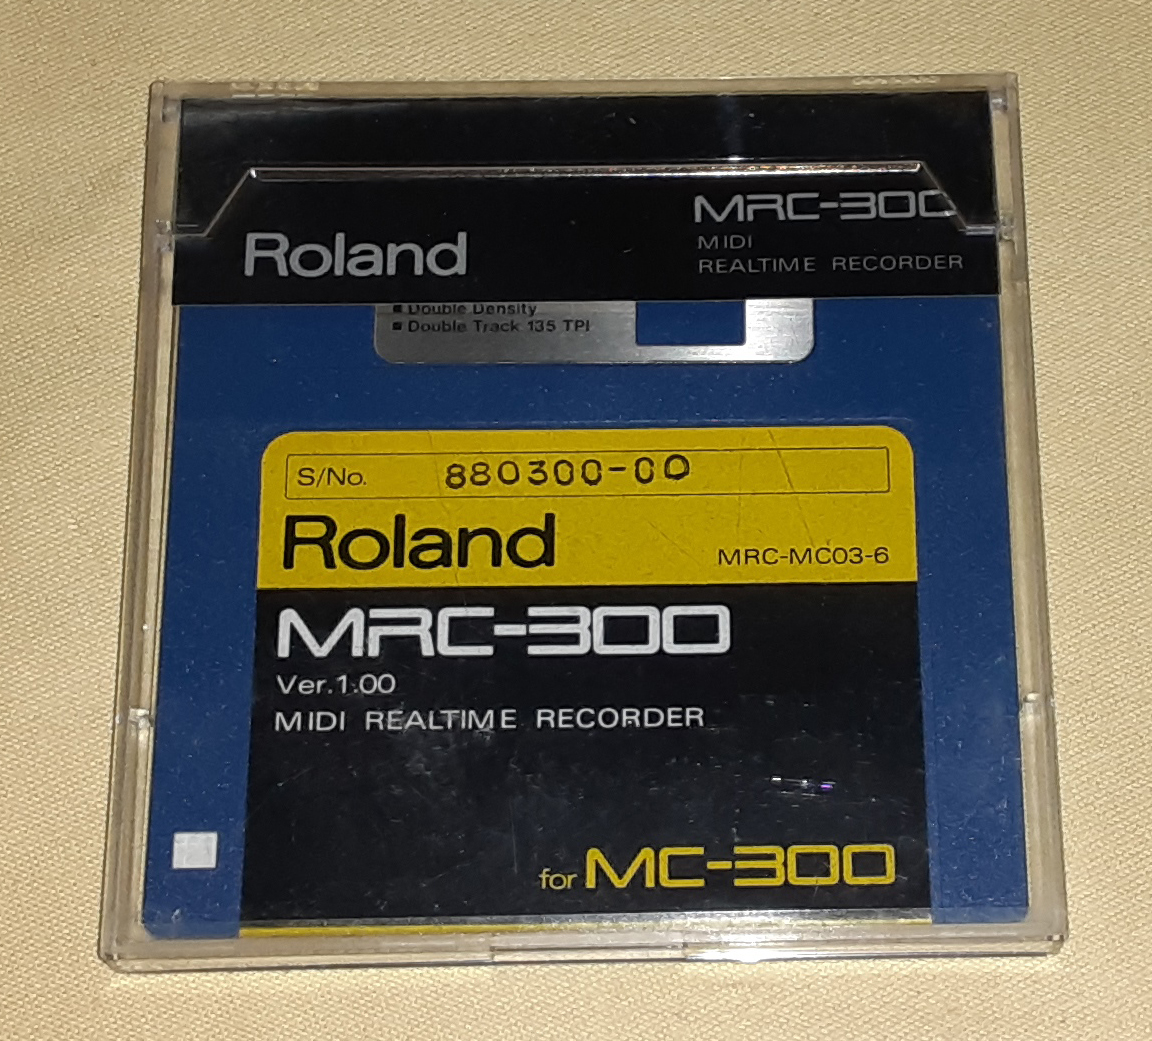 MRC-300
Roland
MIDI
REALTIME RECORDER
Double Density
Double Track 135 TPI
S/No. 880300-00
Roland
MRC-MC03-6
MRC-300
Ver.1.00
MIDI REALTIME RECORDER
for MC-300